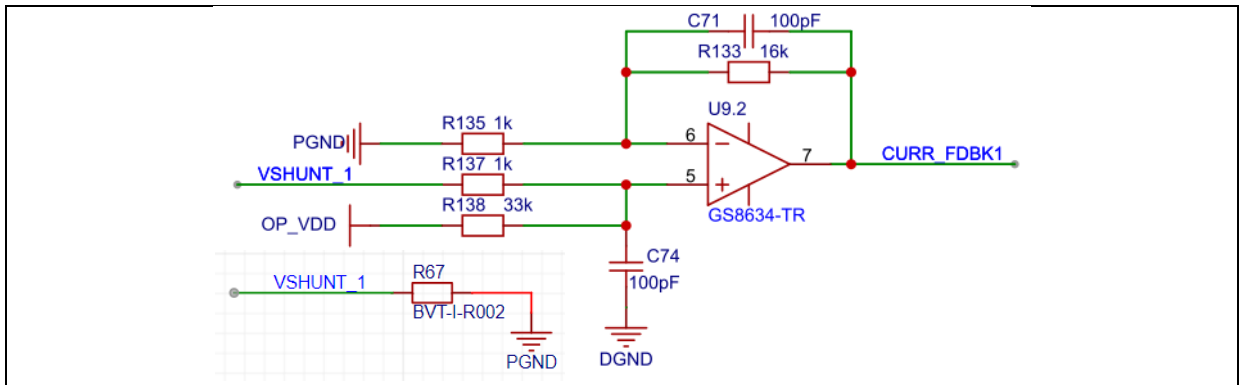 C71 100pF
R133 16k
U9.2
R135 1k
PGND
6
7
CURR_FDBK1
R137 1k
VSHUNT_1
5
GS8634-TR
R138 33k
OP_VDD
C74
100pF
R67
VSHUNT_1
BVT-I-R002
PGND
DGND